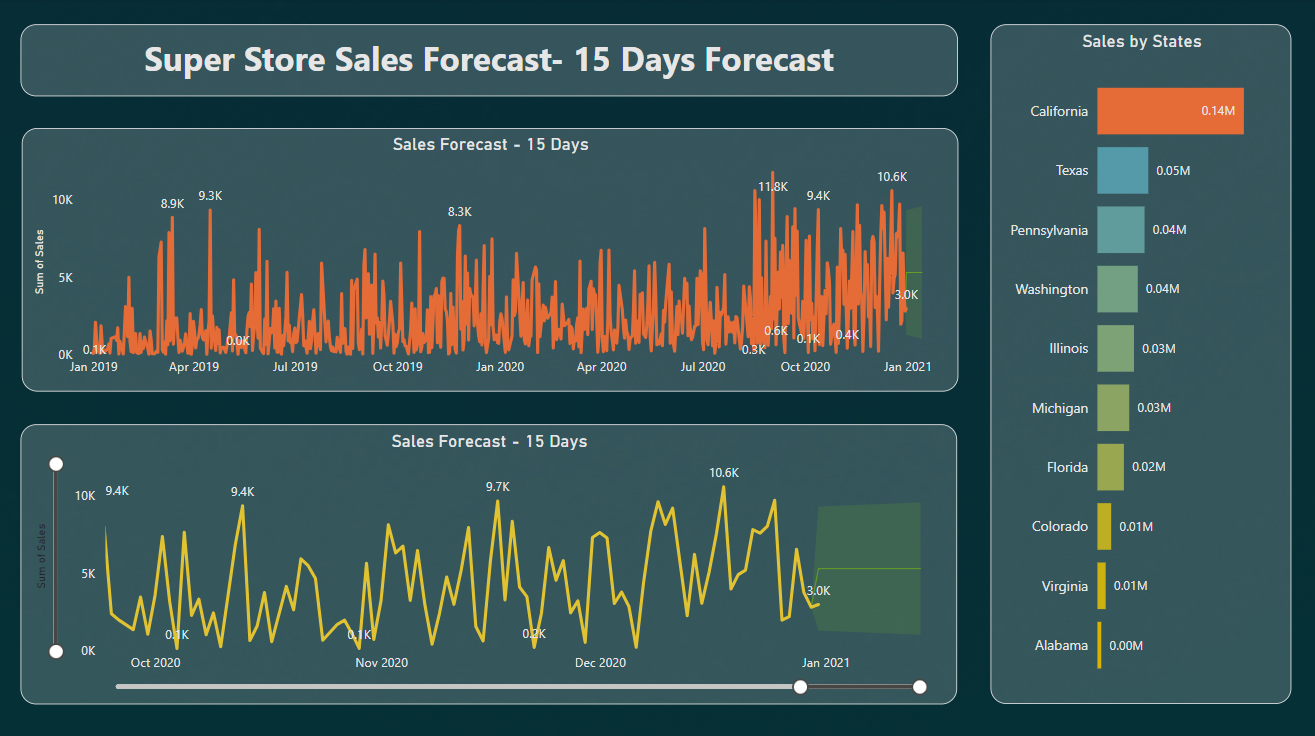 Super Store Sales Forecast- 15 Days Forecast
Sales Forecast - 15 Days
Sum of Sales
10K
5K
0K
0.1K
8.9K
9.3K
0.0K
8.3K
11.8K
9.4K
10.6K
3.0K
0.3K
0.6K
0.1K
0.4K
Jan 2019
Apr 2019
Jul 2019
Oct 2019
Jan 2020
Apr 2020
Jul 2020
Oct 2020
Jan 2021
Sales Forecast - 15 Days
Sum of Sales
10K
5K
0K
9.4K
0.1K
9.4K
0.1K
9.7K
0.2K
10.6K
3.0K
Oct 2020
Nov 2020
Dec 2020
Jan 2021
Sales by States
California 0.14M
Texas 0.05M
Pennsylvania 0.04M
Washington 0.04M
Illinois 0.03M
Michigan 0.03M
Florida 0.02M
Colorado 0.01M
Virginia 0.01M
Alabama 0.00M